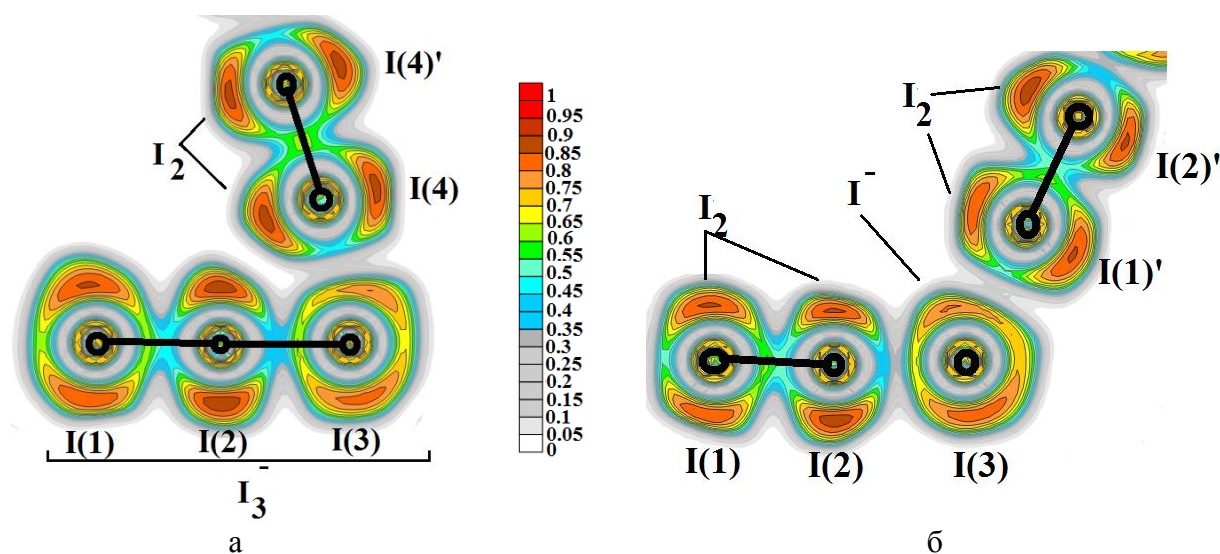 I(4)'
I₂
I(4)
I(1)
I(2)
I(3)
I₃⁻
а
1
0.95
0.9
0.85
0.8
0.75
0.7
0.65
0.6
0.55
0.5
0.45
0.4
0.35
0.3
0.25
0.2
0.15
0.1
0.05
0
I₂
I(2)'
I⁻
I₂
I(1)'
I(1)
I(2)
I(3)
б